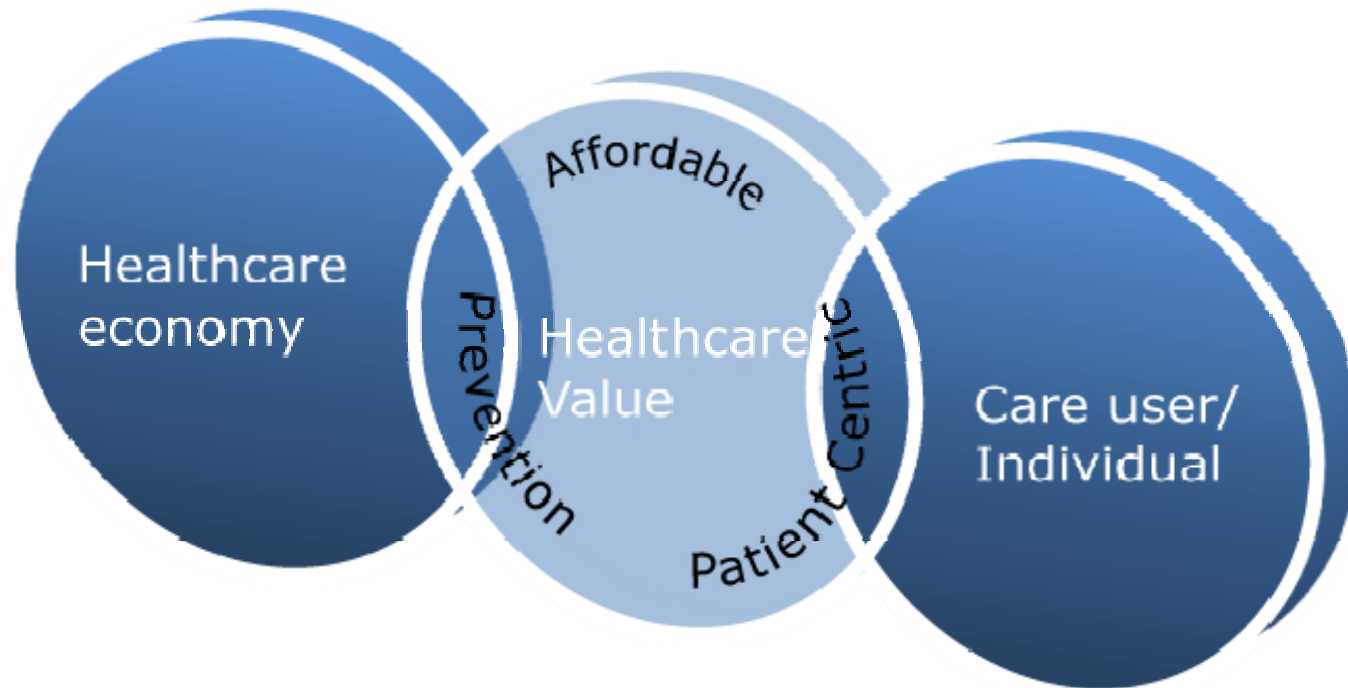 Healthcare
economy
Affordable
Prevention
Healthcare
Value
Patient Centric
Care user/
Individual